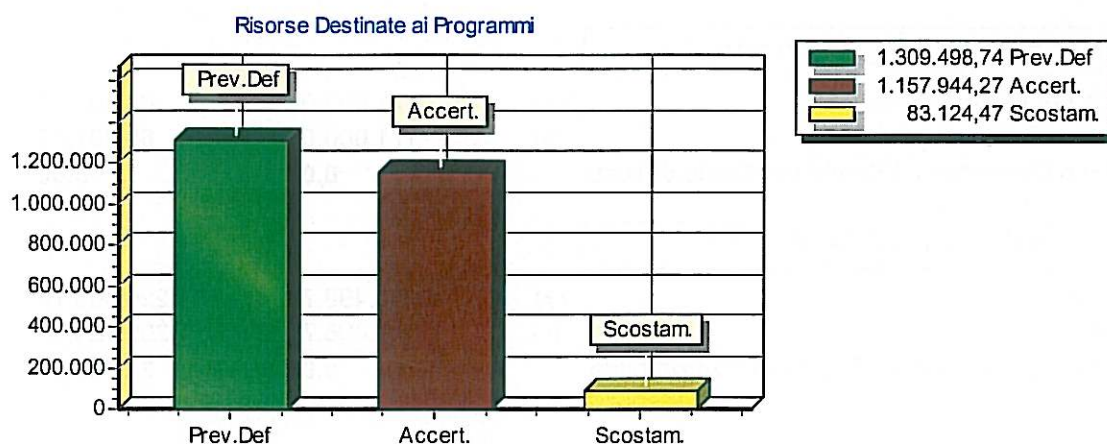 Risorse Destinate ai Programmi
1.309.498,74 Prev.Def
1.157.944,27 Accert.
83.124,47 Scostam.
Prev.Def
Accert.
Scostam.
1.200.000
1.000.000
800.000
600.000
400.000
200.000
0
Prev.Def
Accert.
Scostam.